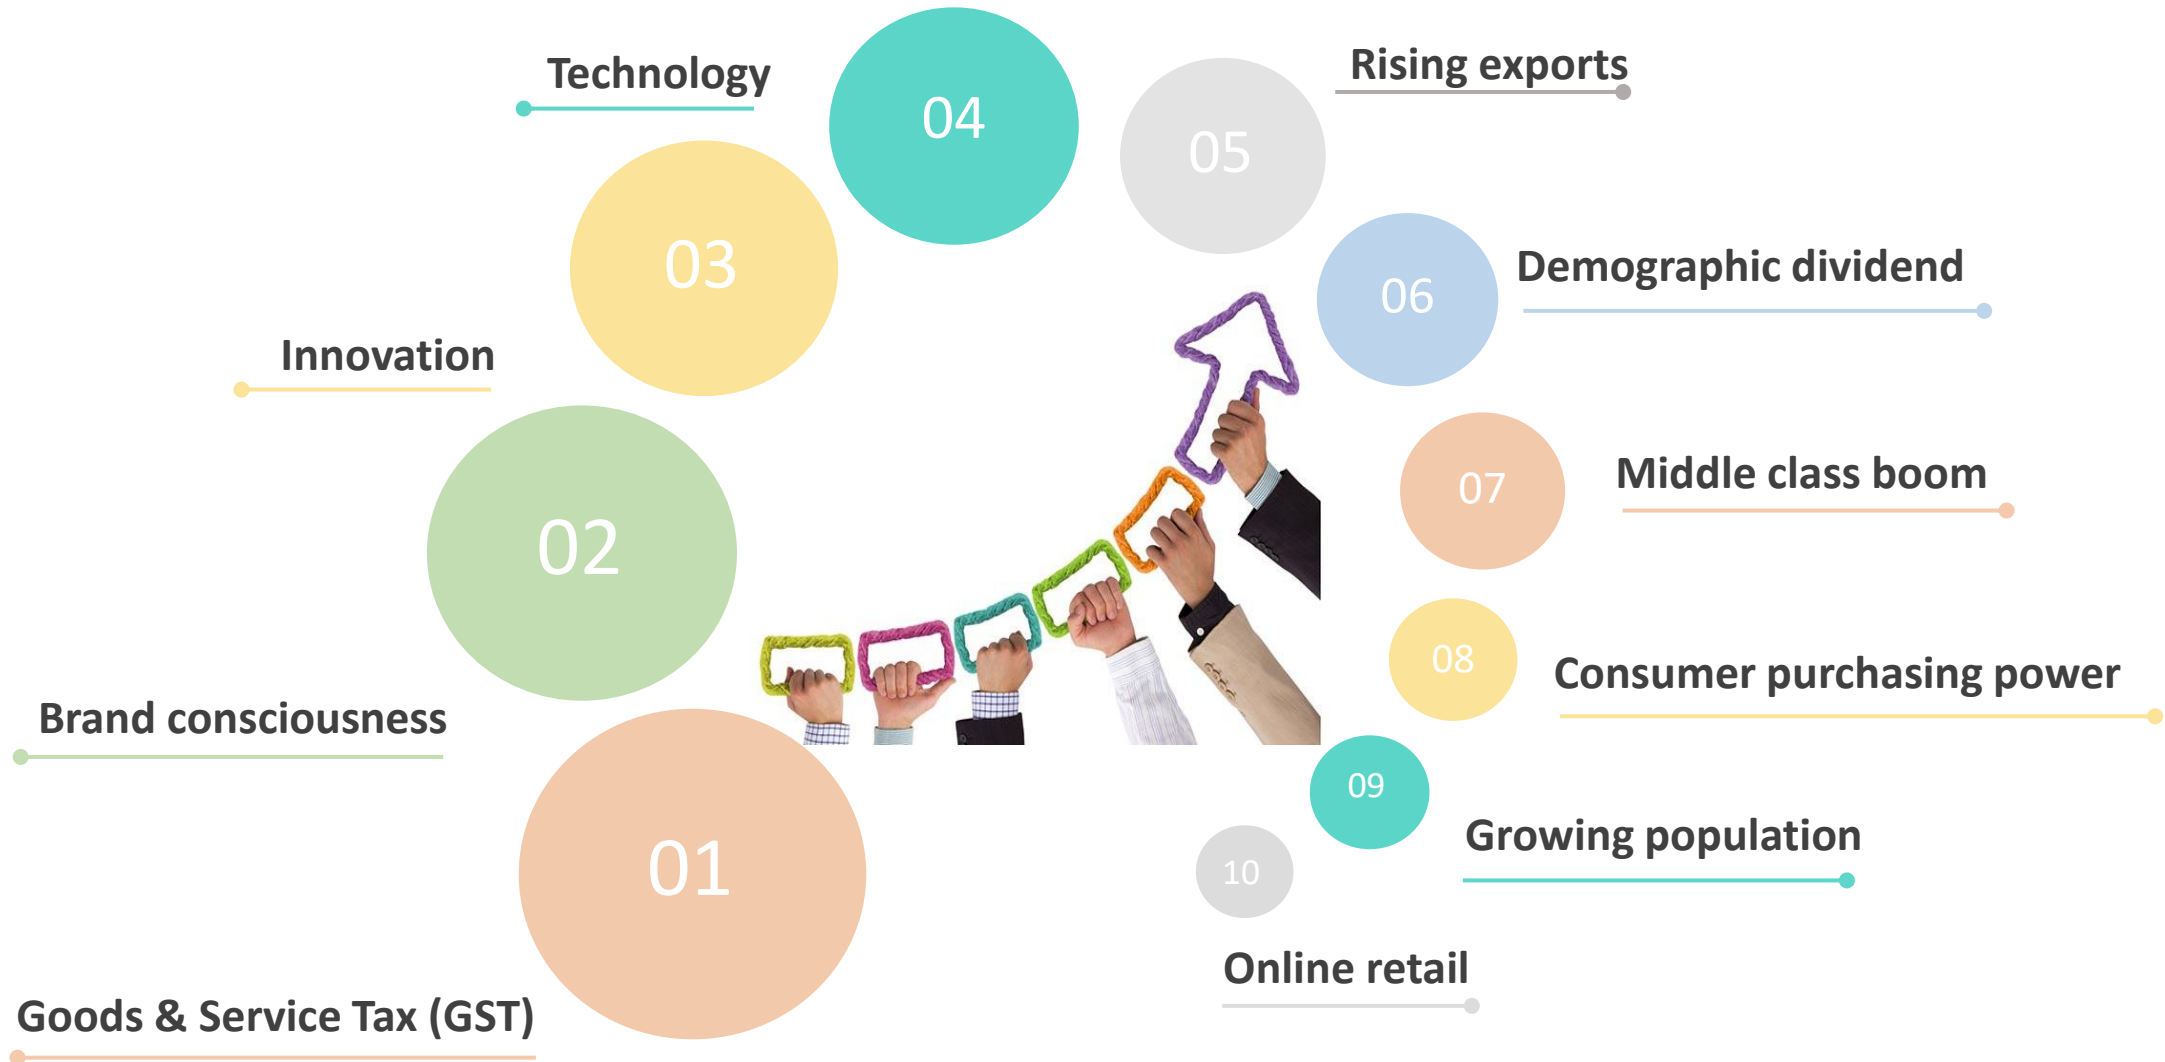 01
Goods & Service Tax (GST)
02
Brand consciousness
03
Innovation
04
Technology
05
Rising exports
06
Demographic dividend
07
Middle class boom
08
Consumer purchasing power
09
Growing population
10
Online retail